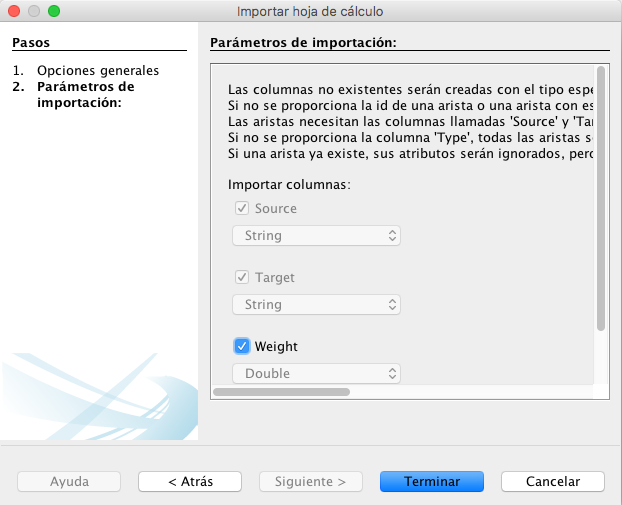 Importar hoja de cálculo
Pasos
1. Opciones generales
2. Parámetros de
importación:
Parámetros de importación:
Las columnas no existentes serán creadas con el tipo espe
Si no se proporciona la id de una arista o una arista con es
Las aristas necesitan las columnas llamadas 'Source' y 'Tar
Si no se proporciona la columna 'Type', todas las aristas s
Si una arista ya existe, sus atributos serán ignorados, perc
Importar columnas:
Source
String
Target
String
Weight
Double
Ayuda
< Atrás
Siguiente >
Terminar
Cancelar